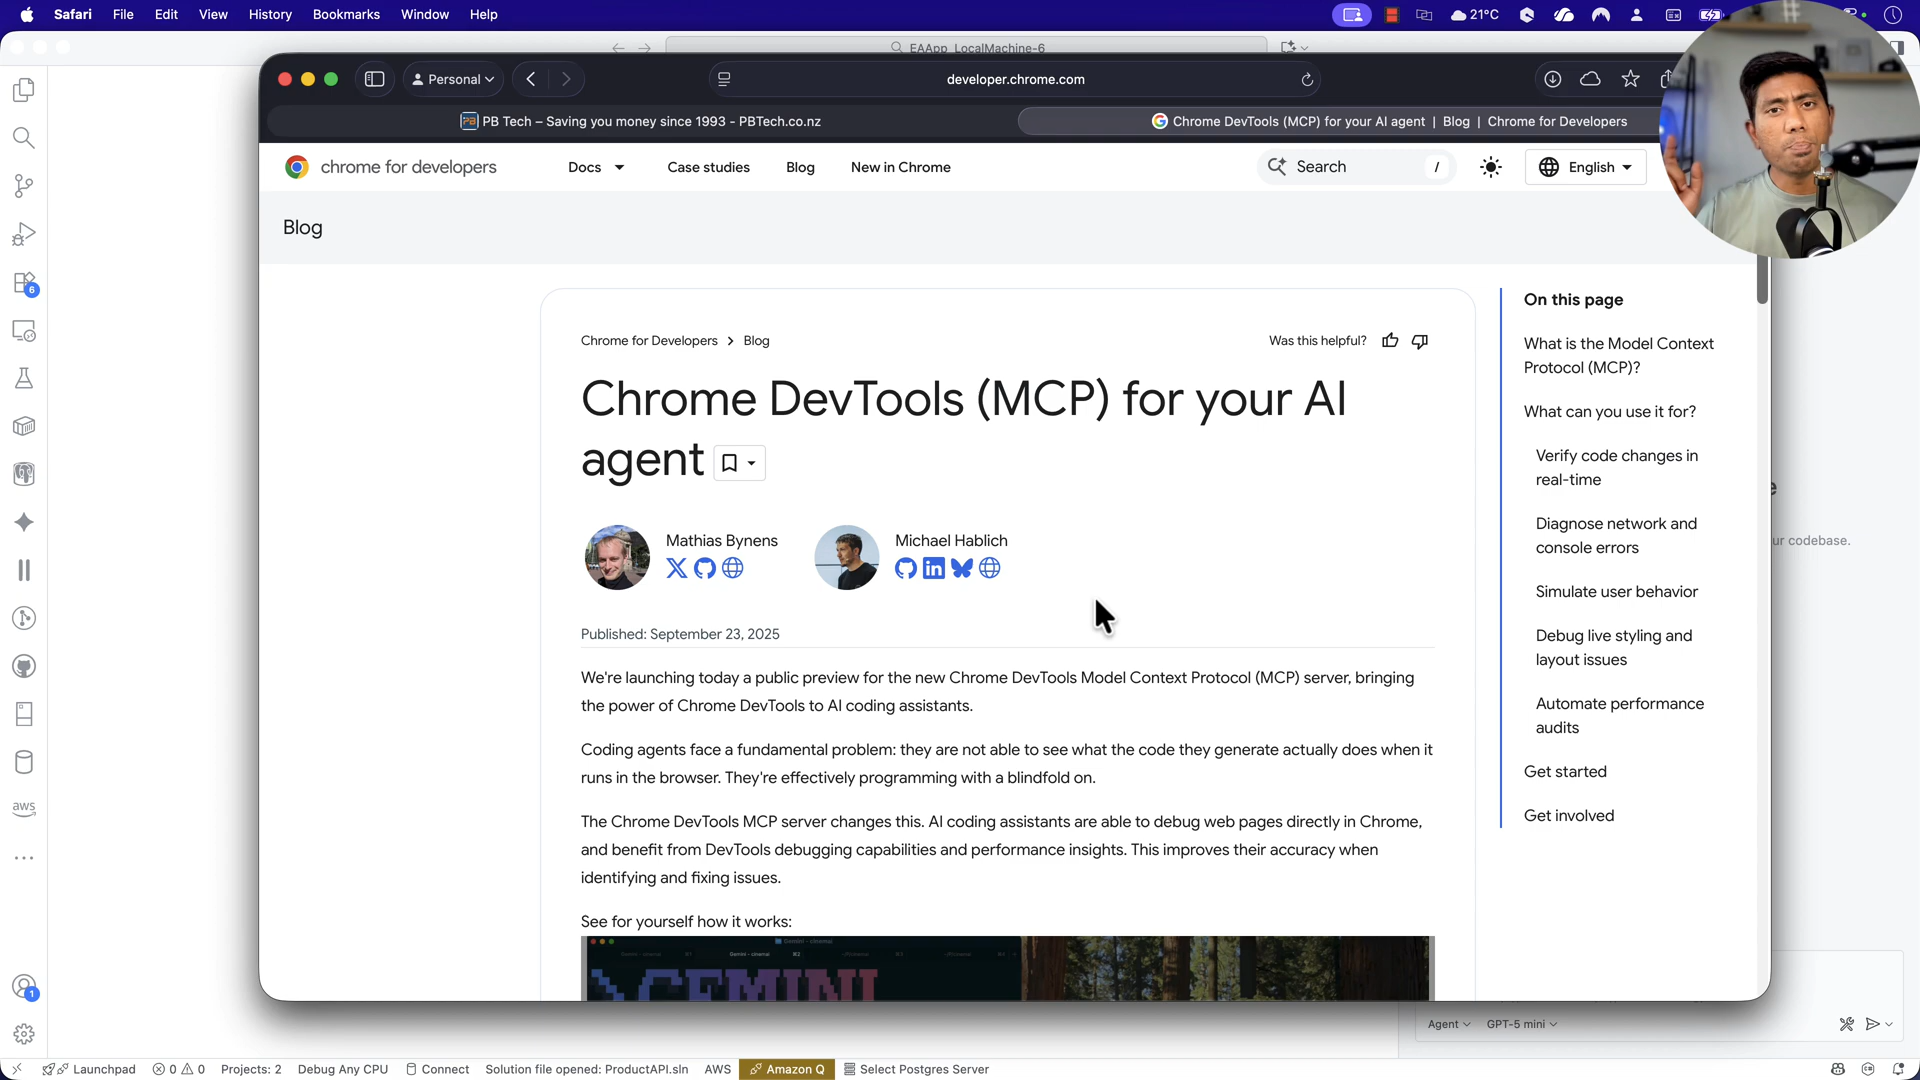 Safari File Edit View History Bookmarks Window Help
21°C
EAApp_LocalMachine-6
Personal
developer.chrome.com
PB Tech – Saving you money since 1993 - PBTech.co.nz
Chrome DevTools (MCP) for your AI agent | Blog | Chrome for Developers
chrome for developers
Docs
Case studies
Blog
New in Chrome
Search
/
English
Blog
Chrome for Developers
Blog
Was this helpful?
Chrome DevTools (MCP) for your AI
agent
Mathias Bynens
Michael Hablich
Published: September 23, 2025
We're launching today a public preview for the new Chrome DevTools Model Context Protocol (MCP) server, bringing
the power of Chrome DevTools to AI coding assistants.
Coding agents face a fundamental problem: they are not able to see what the code they generate actually does when it
runs in the browser. They're effectively programming with a blindfold on.
The Chrome DevTools MCP server changes this. AI coding assistants are able to debug web pages directly in Chrome,
and benefit from DevTools debugging capabilities and performance insights. This improves their accuracy when
identifying and fixing issues.
See for yourself how it works:
Gemini - cinemai
GEMINI
On this page
What is the Model Context
Protocol (MCP)?
What can you use it for?
Verify code changes in
real-time
Diagnose network and
console errors
Simulate user behavior
Debug live styling and
layout issues
Automate performance
audits
Get started
Get involved
ur codebase.
6
aws
1
Agent
GPT-5 mini
Launchpad
0
0
Projects: 2
Debug Any CPU
Connect
Solution file opened: ProductAPI.sln
AWS
Amazon Q
Select Postgres Server